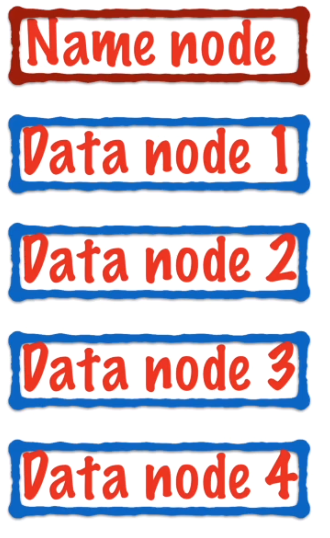 Name node
Data node 1
Data node 2
Data node 3
Data node 4